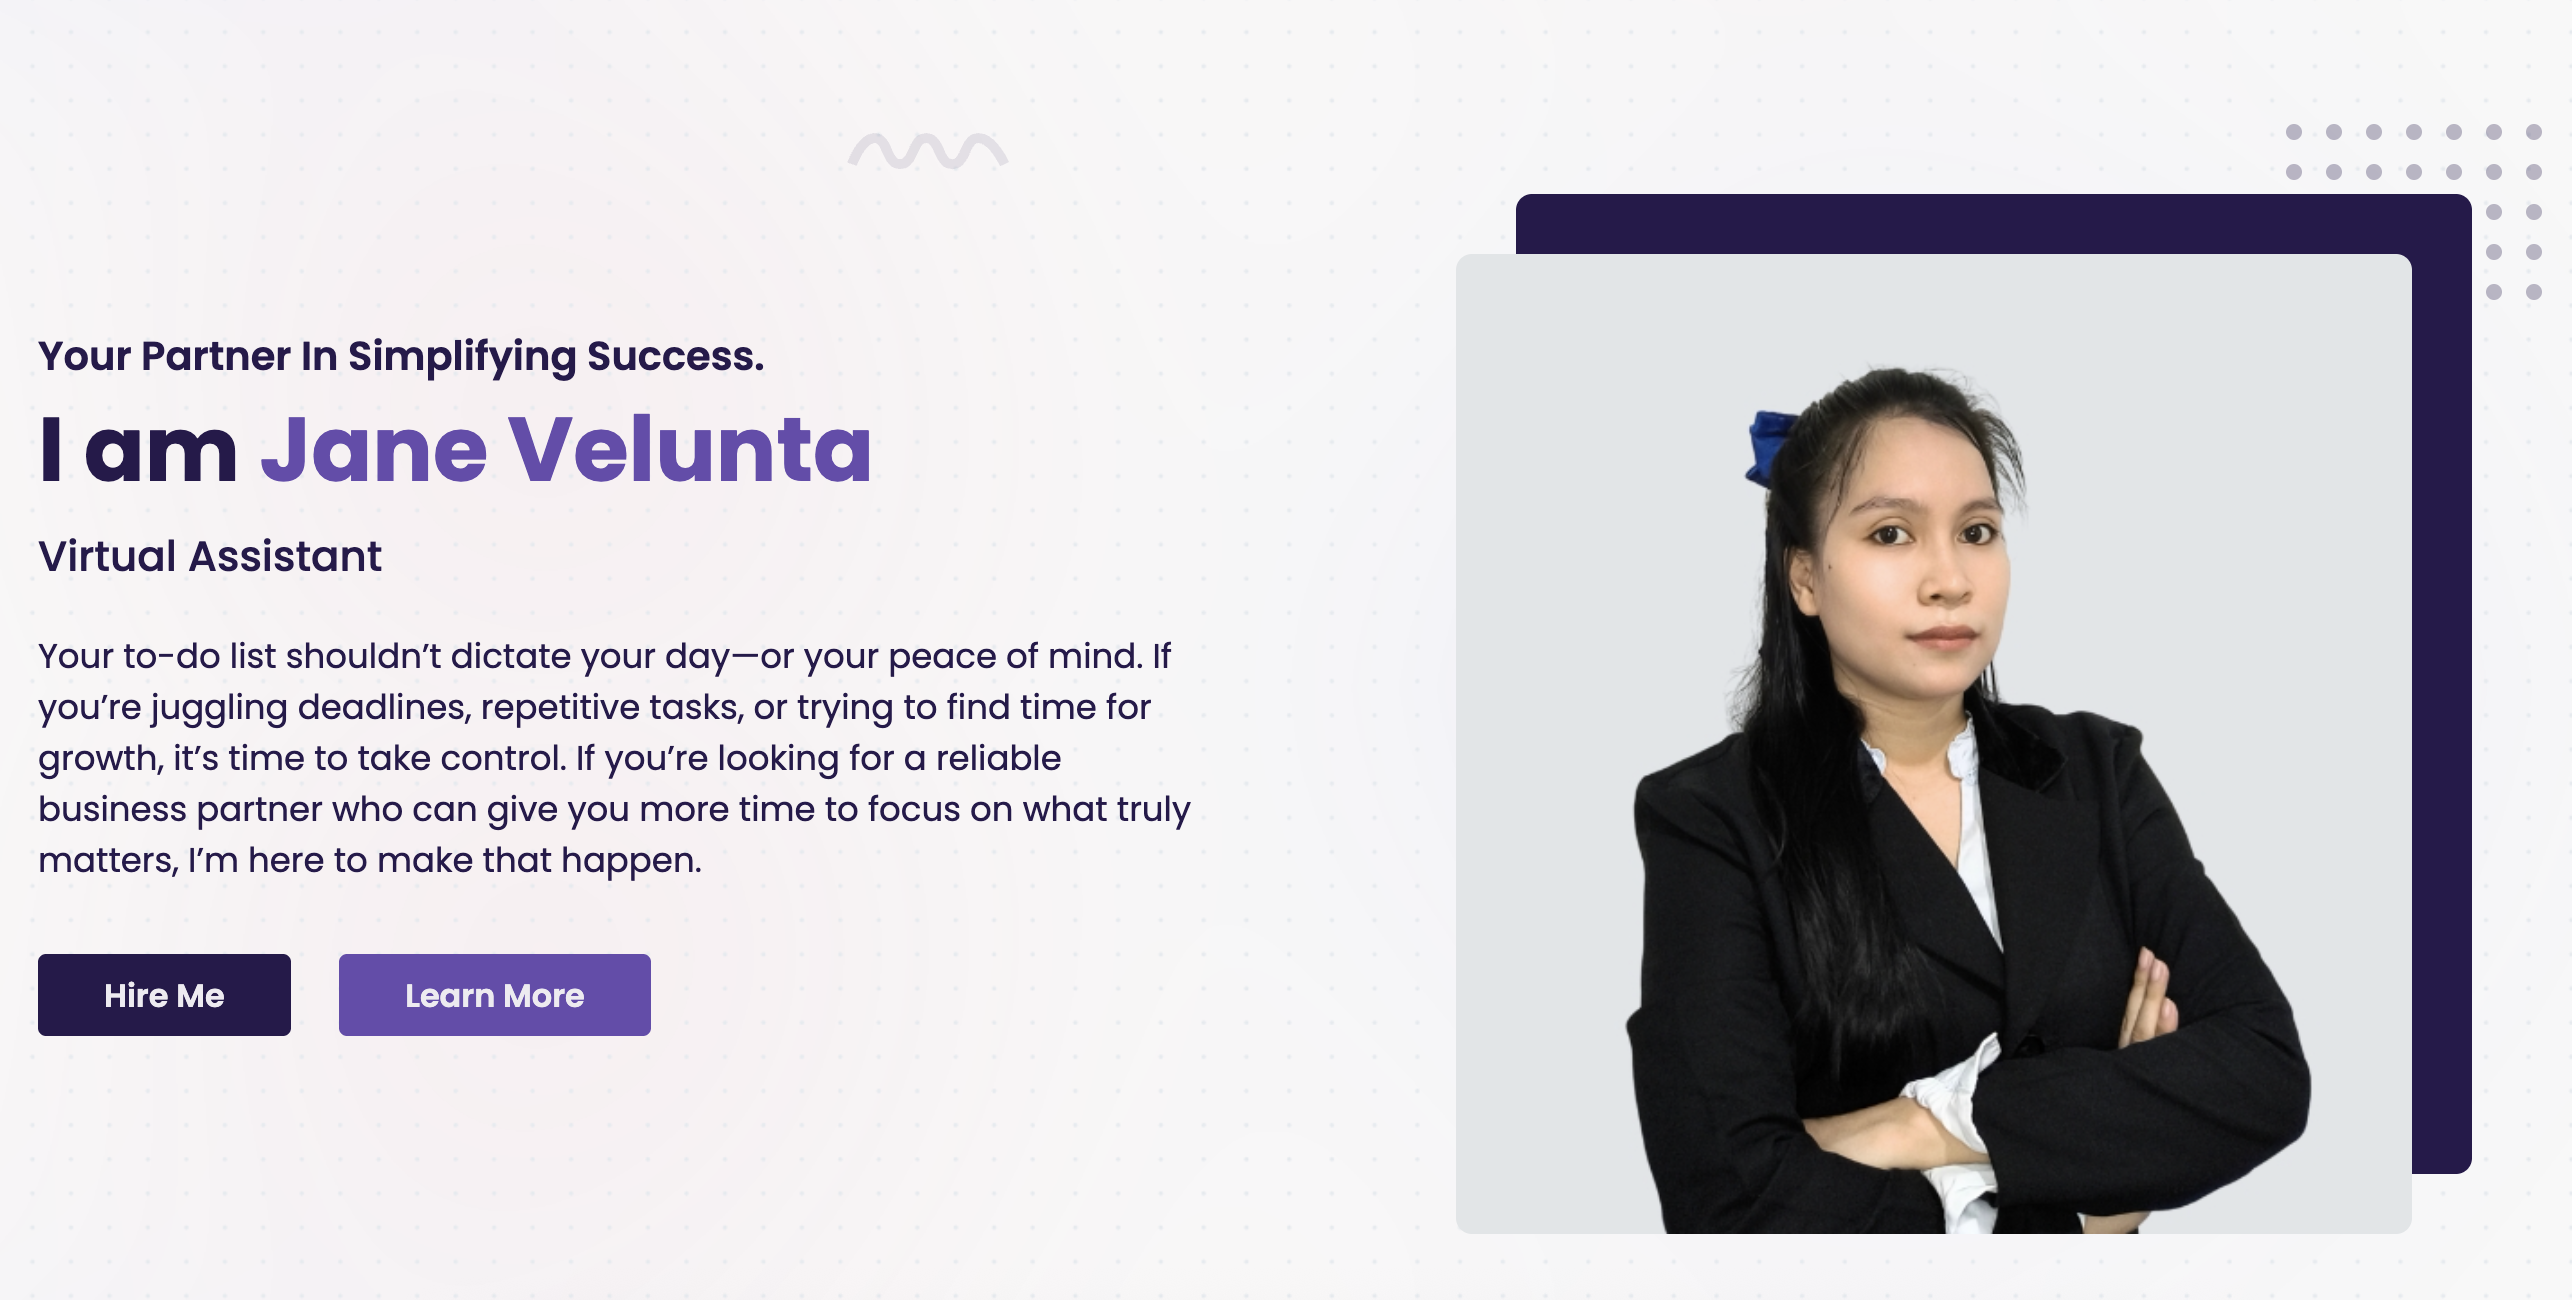 Your Partner In Simplifying Success.
I am Jane Velunta
Virtual Assistant
Your to-do list shouldn’t dictate your day—or your peace of mind. If
you’re juggling deadlines, repetitive tasks, or trying to find time for
growth, it’s time to take control. If you’re looking for a reliable
business partner who can give you more time to focus on what truly
matters, I’m here to make that happen.
Hire Me
Learn More